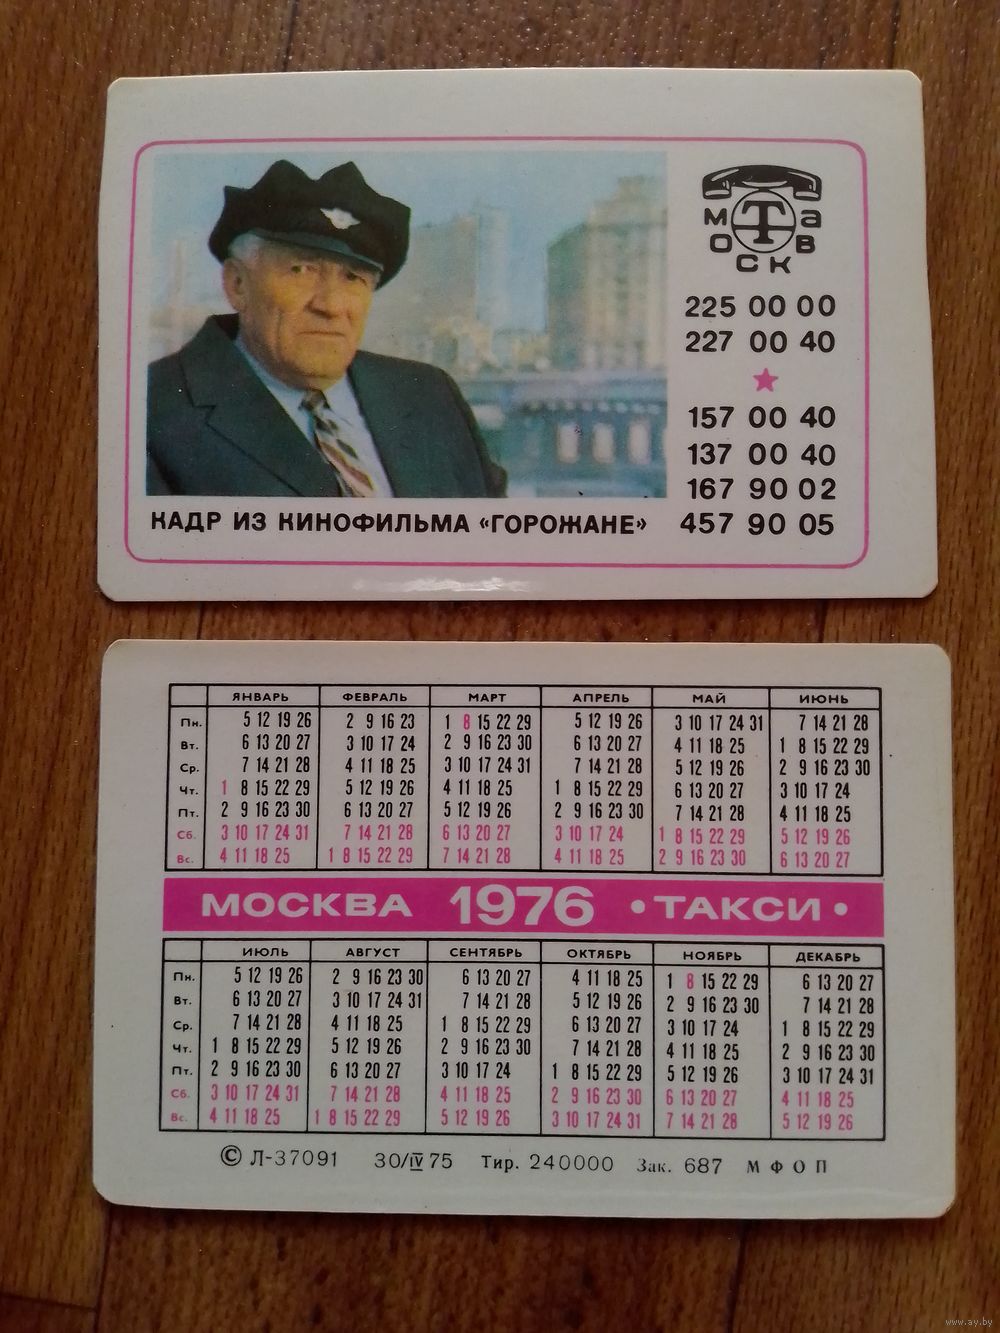 МОСКВа
Т
225 00 00
227 00 40
157 00 40
137 00 40
167 90 02
457 90 05
КАДР ИЗ КИНОФИЛЬМА «ГОРОЖАНЕ»
ЯНВАРЬ ФЕВРАЛЬ МАРТ АПРЕЛЬ МАЙ ИЮНЬ
Пн. 5 12 19 26 2 9 16 23 1 8 15 22 29 5 12 19 26 3 10 17 24 31 7 14 21 28
Вт. 6 13 20 27 3 10 17 24 2 9 16 23 30 6 13 20 27 4 11 18 25 1 8 15 22 29
Ср. 7 14 21 28 4 11 18 25 3 10 17 24 31 7 14 21 28 5 12 19 26 2 9 16 23 30
Чт. 1 8 15 22 29 5 12 19 26 4 11 18 25 1 8 15 22 29 6 13 20 27 3 10 17 24
Пт. 2 9 16 23 30 6 13 20 27 5 12 19 26 2 9 16 23 30 7 14 21 28 4 11 18 25
Сб. 3 10 17 24 31 7 14 21 28 6 13 20 27 3 10 17 24 1 8 15 22 29 5 12 19 26
Вс. 4 11 18 25 1 8 15 22 29 7 14 21 28 4 11 18 25 2 9 16 23 30 6 13 20 27
МОСКВА 1976 • ТАКСИ •
ИЮЛЬ АВГУСТ СЕНТЯБРЬ ОКТЯБРЬ НОЯБРЬ ДЕКАБРЬ
Пн. 5 12 19 26 2 9 16 23 30 6 13 20 27 4 11 18 25 1 8 15 22 29 6 13 20 27
Вт. 6 13 20 27 3 10 17 24 31 7 14 21 28 5 12 19 26 2 9 16 23 30 7 14 21 28
Ср. 7 14 21 28 4 11 18 25 1 8 15 22 29 6 13 20 27 3 10 17 24 1 8 15 22 29
Чт. 1 8 15 22 29 5 12 19 26 2 9 16 23 30 7 14 21 28 4 11 18 25 2 9 16 23 30
Пт. 2 9 16 23 30 6 13 20 27 3 10 17 24 1 8 15 22 29 5 12 19 26 3 10 17 24 31
Сб. 3 10 17 24 31 7 14 21 28 4 11 18 25 2 9 16 23 30 6 13 20 27 4 11 18 25
Вс. 4 11 18 25 1 8 15 22 29 5 12 19 26 3 10 17 24 31 7 14 21 28 5 12 19 26
© Л-37091 30/IV 75 Тир. 240000 Зак. 687 МФОП
www.ay.by